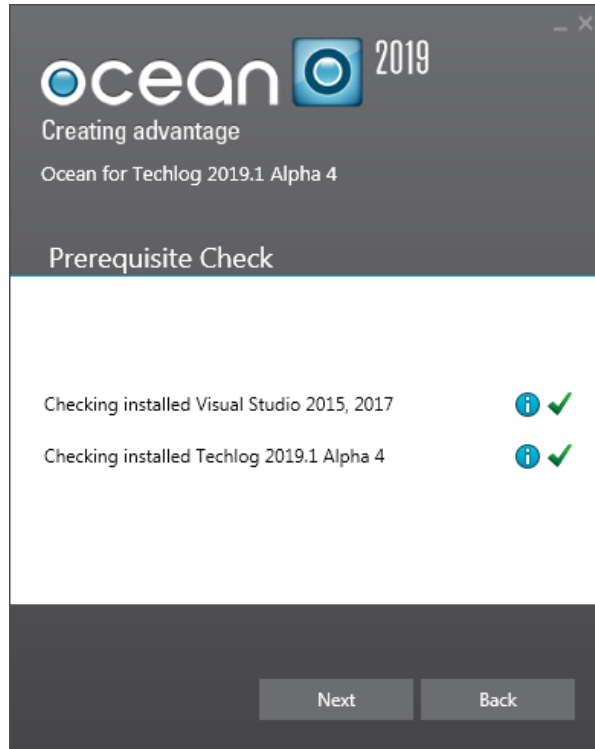 ocean 2019
Creating advantage
Ocean for Techlog 2019.1 Alpha 4
Prerequisite Check
Checking installed Visual Studio 2015, 2017
Checking installed Techlog 2019.1 Alpha 4
Next Back